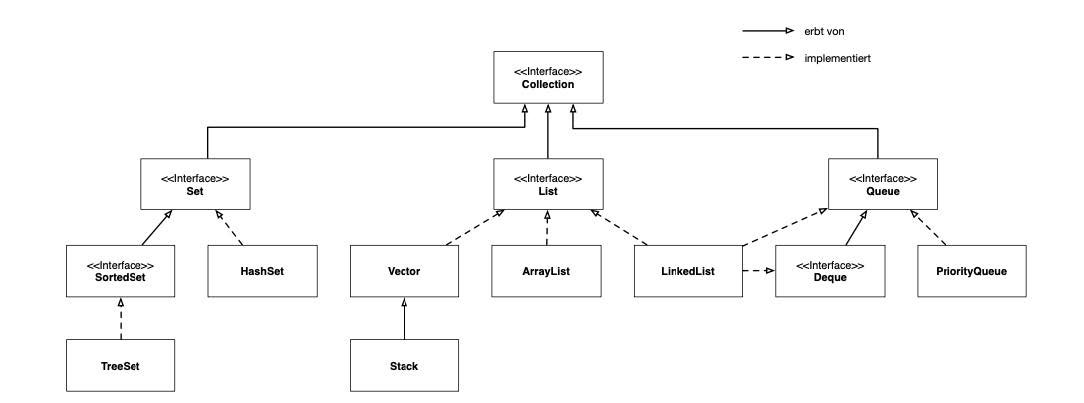 erbt von
implementiert
<<Interface>>
Collection
<<Interface>>
Set
<<Interface>>
List
<<Interface>>
Queue
<<Interface>>
SortedSet
HashSet
Vector
ArrayList
LinkedList
<<Interface>>
Deque
PriorityQueue
TreeSet
Stack